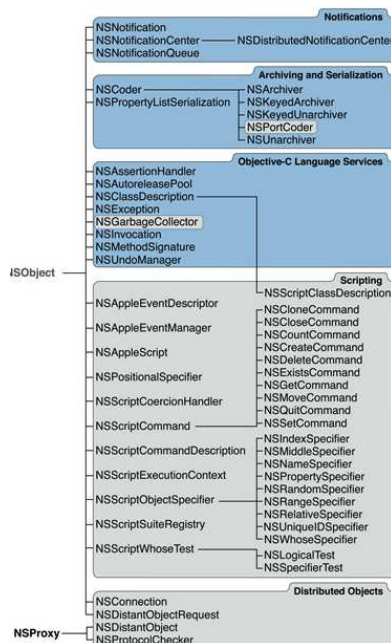 Notifications
NSNotification
NSNotificationCenter NSDistributedNotificationCenter
NSNotificationQueue
Archiving and Serialization
NSCoder NSArchiver
NSPropertyListSerialization NSKeyedArchiver
NSKeyedUnarchiver
NSPortCoder
NSUnarchiver
Objective-C Language Services
NSAssertionHandler
NSAutoreleasePool
NSClassDescription
NSException
NSGarbageCollector
NSInvocation
NSMethodSignature
NSUndoManager
NSObject
Scripting
NSScriptClassDescription
NSAppleEventDescriptor
NSAppleEventManager
NSAppleScript
NSPositionalSpecifier
NSScriptCoercionHandler
NSScriptCommand
NSCloneCommand
NSCloseCommand
NSCountCommand
NSCreateCommand
NSDeleteCommand
NSExistsCommand
NSGetCommand
NSMoveCommand
NSQuitCommand
NSSetCommand
NSScriptCommandDescription
NSScriptExecutionContext
NSScriptObjectSpecifier
NSScriptSuiteRegistry
NSScriptWhoseTest
NSIndexSpecifier
NSMiddleSpecifier
NSNameSpecifier
NSPropertySpecifier
NSRandomSpecifier
NSRangeSpecifier
NSRelativeSpecifier
NSUniqueIDSpecifier
NSWhoseSpecifier
NSLogicalTest
NSSpecifierTest
Distributed Objects
NSConnection
NSDistantObjectRequest
NSProxy NSDistantObject
NSProtocolChecker